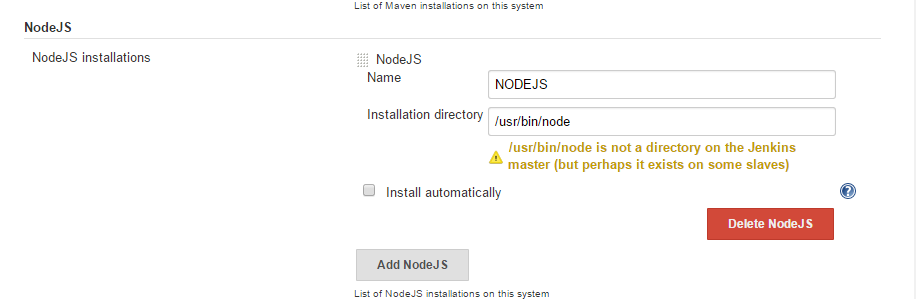 List of Maven installations on this system
NodeJS
NodeJS installations
NodeJS
Name
NODEJS
Installation directory
/usr/bin/node
/usr/bin/node is not a directory on the Jenkins
master (but perhaps it exists on some slaves)
Install automatically
?
Delete NodeJS
Add NodeJS
List of NodeJS installations on this system